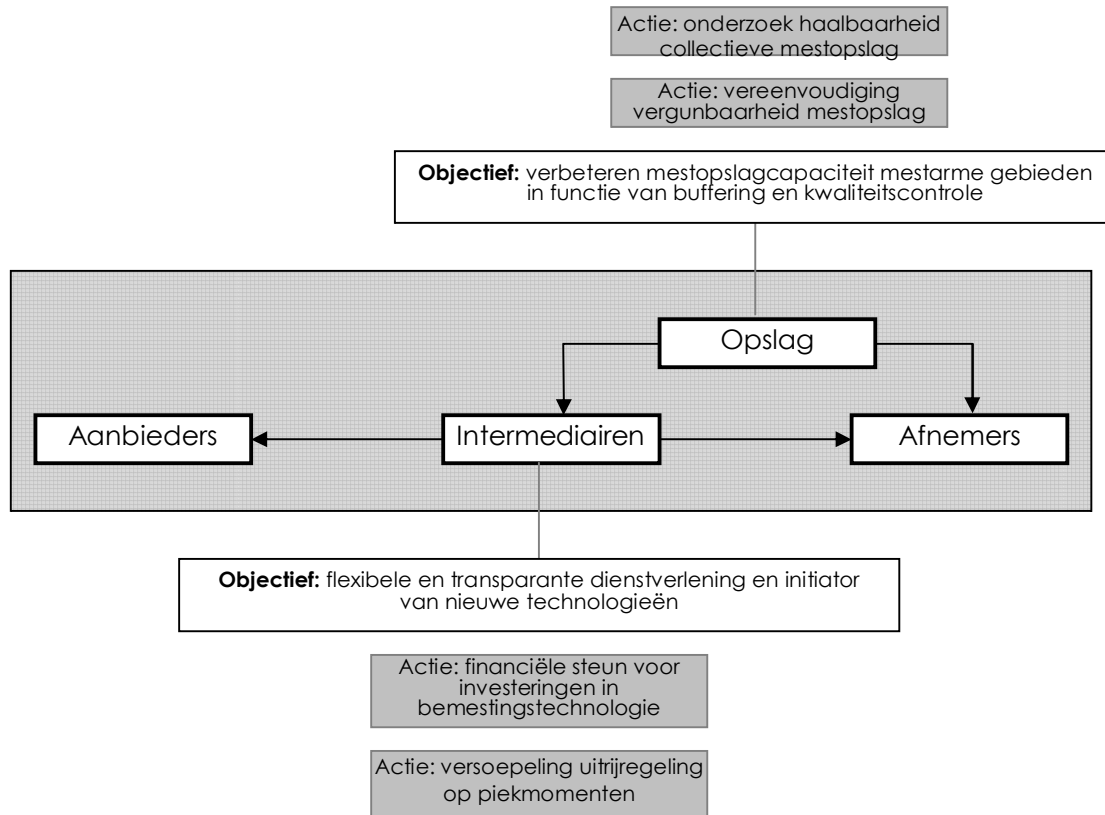 Actie: onderzoek haalbaarheid
collectieve mestopslag
Actie: vereenvoudiging
vergunbaarheid mestopslag
Objectief: verbeteren mestopslagcapaciteit mestarme gebieden
in functie van buffering en kwaliteitscontrole
Opslag
Aanbieders
Intermediairen
Afnemers
Objectief: flexibele en transparante dienstverlening en initiator
van nieuwe technologieën
Actie: financiële steun voor
investeringen in
bemestingstechnologie
Actie: versoepeling uitrijregeling
op piekmomenten